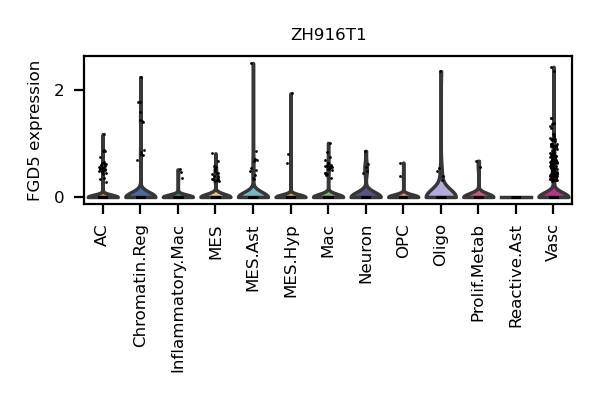 ZH916T1
FGD5 expression
2
0
AC
Chromatin.Reg
Inflammatory.Mac
MES
MES.Ast
MES.Hyp
Mac
Neuron
OPC
Oligo
Prolif.Metab
Reactive.Ast
Vasc